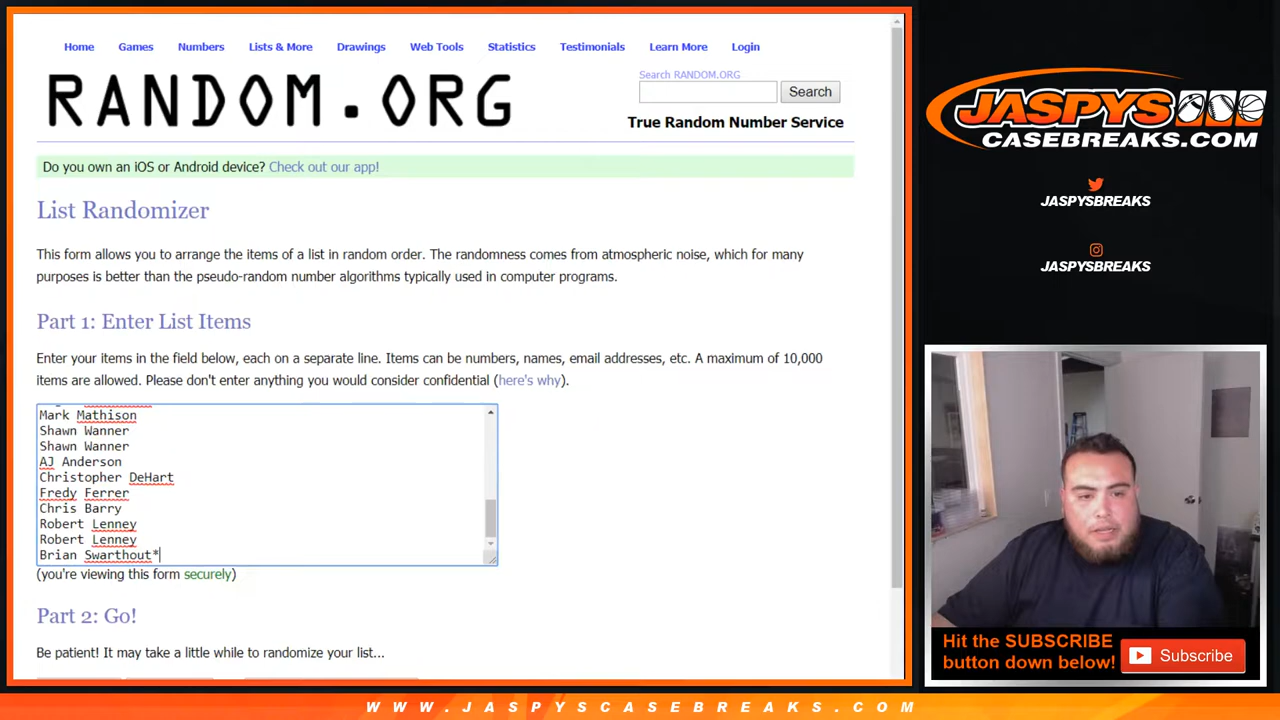 Home Games Numbers Lists & More Drawings Web Tools Statistics Testimonials Learn More Login
RANDOM.ORG
Search RANDOM.ORG
Search
True Random Number Service
Do you own an iOS or Android device? Check out our app!
List Randomizer
This form allows you to arrange the items of a list in random order. The randomness comes from atmospheric noise, which for many
purposes is better than the pseudo-random number algorithms typically used in computer programs.
Part 1: Enter List Items
Enter your items in the field below, each on a separate line. Items can be numbers, names, email addresses, etc. A maximum of 10,000
items are allowed. Please don't enter anything you would consider confidential (here's why).
Mark Mathison
Shawn Wanner
Shawn Wanner
AJ Anderson
Christopher DeHart
Fredy Ferrer
Chris Barry
Robert Lenney
Robert Lenney
Brian Swarthout*
(you're viewing this form securely)
Part 2: Go!
Be patient! It may take a little while to randomize your list...
JASPYS
CASEBREAKS.COM
JASPYSBREAKS
JASPYSBREAKS
Hit the SUBSCRIBE
button down below!
Subscribe
WWW.JASPYSCASEBREAKS.COM